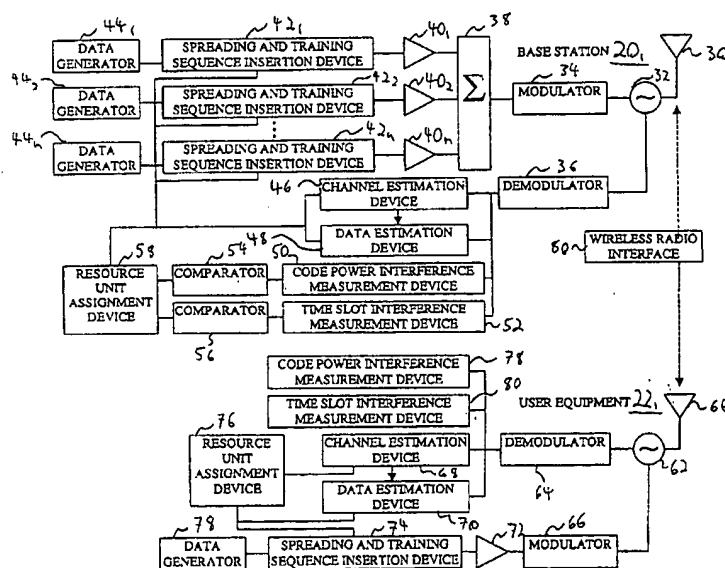 44₁ 42₁ 40₁ 38
DATA GENERATOR
SPREADING AND TRAINING SEQUENCE INSERTION DEVICE
BASE STATION 20₁
44₂ 42₂ 40₂ 34 32 30
DATA GENERATOR
SPREADING AND TRAINING SEQUENCE INSERTION DEVICE
Σ
MODULATOR
44ₙ 42ₙ 40ₙ
DATA GENERATOR
SPREADING AND TRAINING SEQUENCE INSERTION DEVICE
46 36
CHANNEL ESTIMATION DEVICE
DEMODULATOR
48
DATA ESTIMATION DEVICE
58 54 50
RESOURCE UNIT ASSIGNMENT DEVICE
COMPARATOR
CODE POWER INTERFERENCE MEASUREMENT DEVICE
WIRELESS RADIO INTERFACE
COMPARATOR
TIME SLOT INTERFERENCE MEASUREMENT DEVICE
56 52
78
CODE POWER INTERFERENCE MEASUREMENT DEVICE
80
TIME SLOT INTERFERENCE MEASUREMENT DEVICE
USER EQUIPMENT 22₁
76
RESOURCE UNIT ASSIGNMENT DEVICE
CHANNEL ESTIMATION DEVICE
DEMODULATOR
68 64 62
DATA ESTIMATION DEVICE
70
78 74 72 66
DATA GENERATOR
SPREADING AND TRAINING SEQUENCE INSERTION DEVICE
MODULATOR